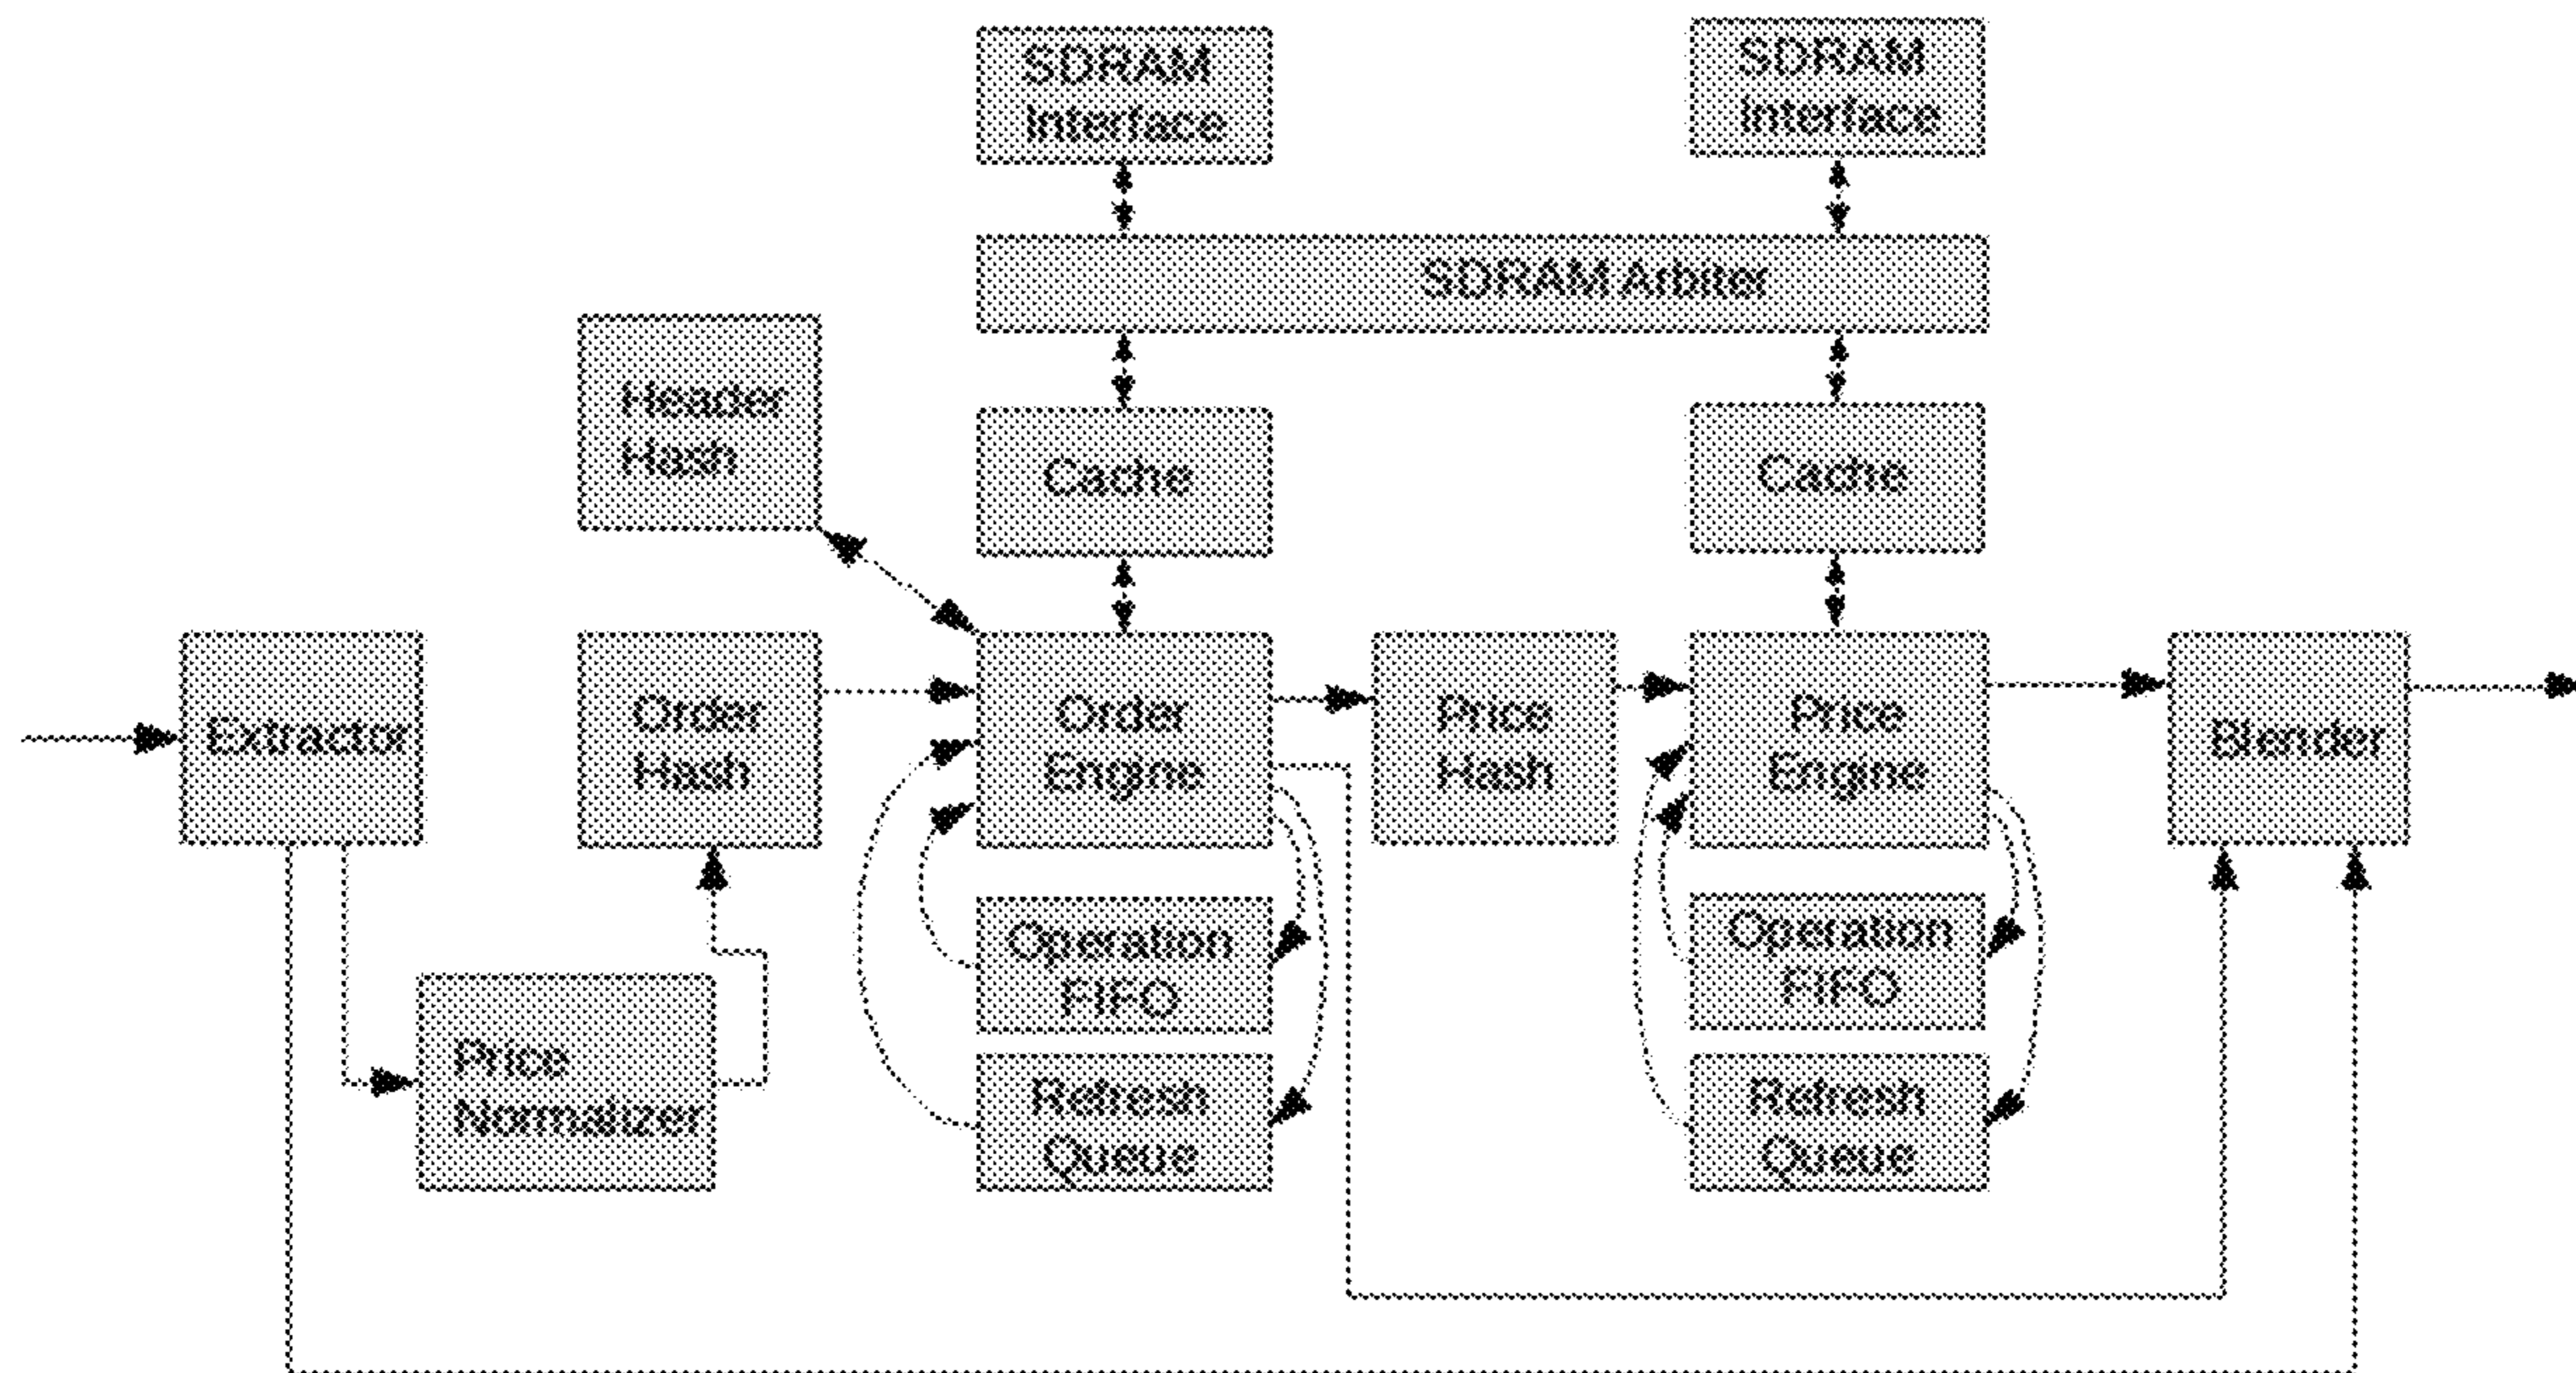 SDRAM
Interface
SDRAM
Interface
SDRAM Arbiter
Header
Hash
Cache
Cache
Extractor
Order
Hash
Order
Engine
Price
Hash
Price
Engine
Blender
Operation
FIFO
Operation
FIFO
Price
Normalizer
Refresh
Queue
Refresh
Queue